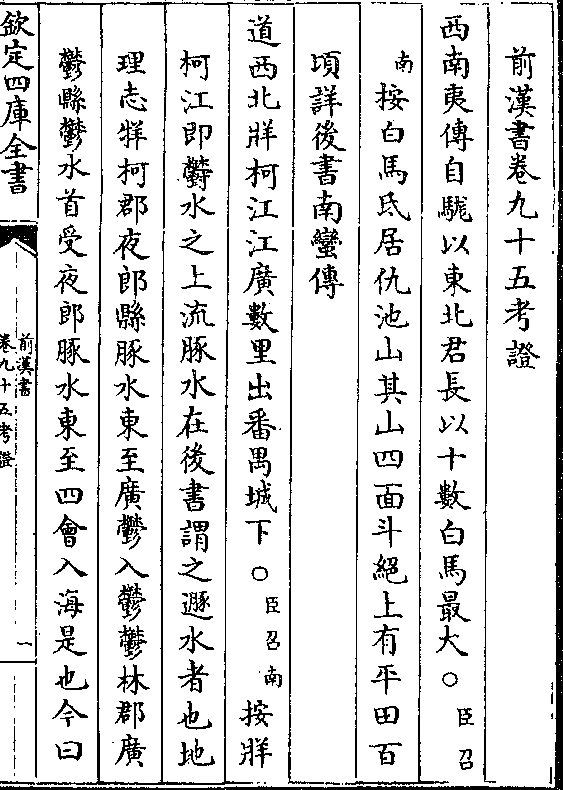 前漢書卷九十五考證
西南夷傳自駹以東北君長以十數白馬最大○臣召
南按白馬氐居仇池山其山四面斗絕上有平田百
頃詳後書南蠻傳
道西北牂柯江江廣數里出番禺城下○臣召南按牂
柯江即鬱水之上流豚水在後書謂之遯水者也地
理志牂柯郡夜郎縣豚水東至廣鬱入鬱鬱林郡廣
鬱縣鬱水首受夜郎豚水東至四會入海是也今曰
欽定四庫全書
前漢書
卷九十五考證
一